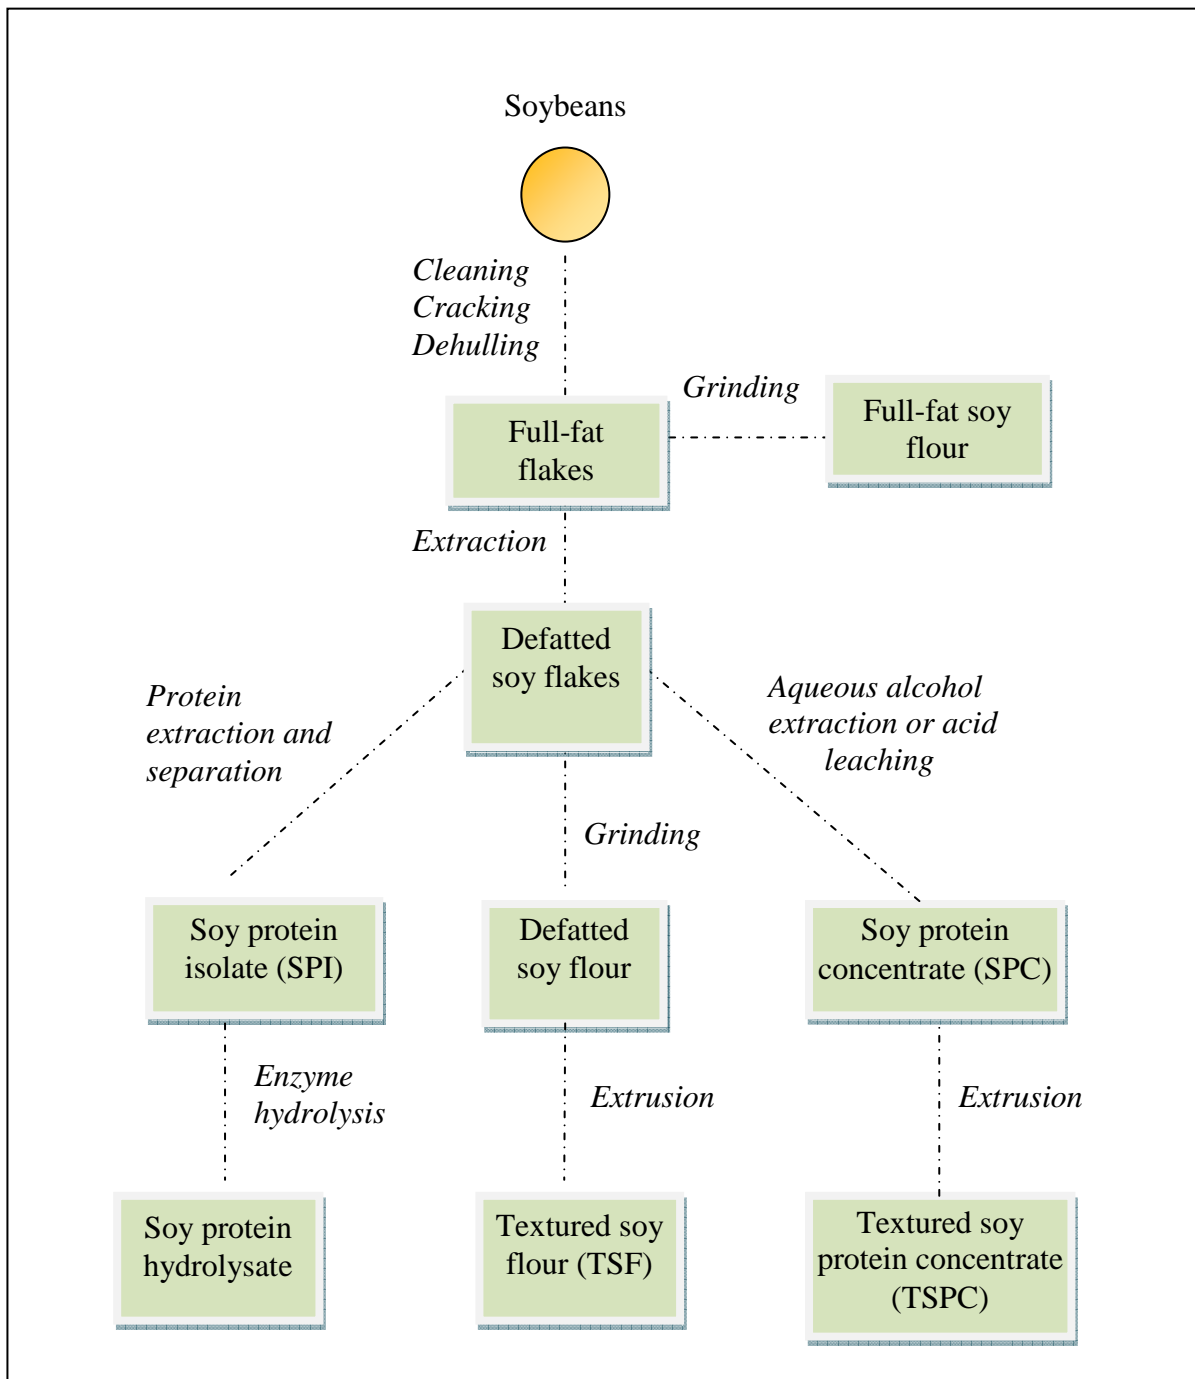 Soybeans
Cleaning
Cracking
Dehulling
Grinding
Full-fat soy
flour
Full-fat
flakes
Extraction
Defatted
soy flakes
Protein
extraction and
separation
Aqueous alcohol
extraction or acid
leaching
Grinding
Soy protein
isolate (SPI)
Defatted
soy flour
Soy protein
concentrate (SPC)
Enzyme
hydrolysis
Extrusion
Extrusion
Soy protein
hydrolysate
Textured soy
flour (TSF)
Textured soy
protein concentrate
(TSPC)